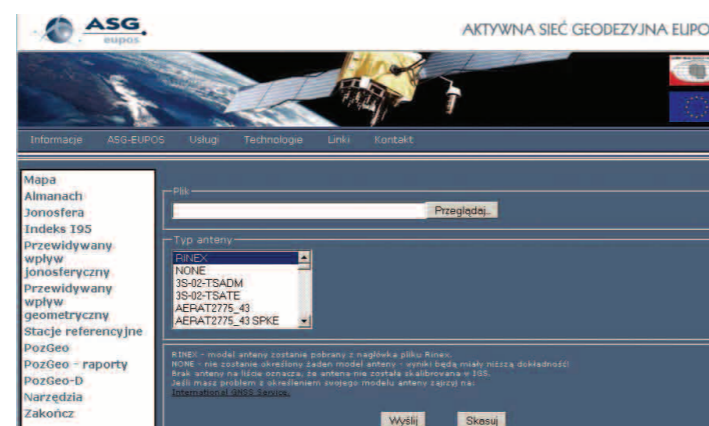 ASG
eupos
AKTYWNA SIEĆ GEODEZYJNA EUPO
Informacje ASG-EUPOS Usługi Technologie Linki Kontakt
Mapa
Almanach
Jonosfera
Indeks I95
Przewidywany
wpływ
jonosferyczny
Przewidywany
wpływ
geometryczny
Stacje referencyjne
PozGeo
PozGeo - raporty
PozGeo-D
Narzędzia
Zakończ
Plik
Przeglądaj...
Typ anteny
RINEX
NONE
3S-02-TSADM
3S-02-TSATE
AERAT2775_43
AERAT2775_43 SPKE
RINEX - model anteny zostanie pobrany z nagłówka pliku Rinex.
NONE - nie zostanie określony żaden model anteny - wyniki będą miały niższą dokładność!
Brak anteny na liście oznacza, że antena nie została skalibrowana w IGS.
Jeśli masz problem z określeniem swojego modelu anteny zajrzyj na:
International GNSS Service.
Wyślij Skasuj